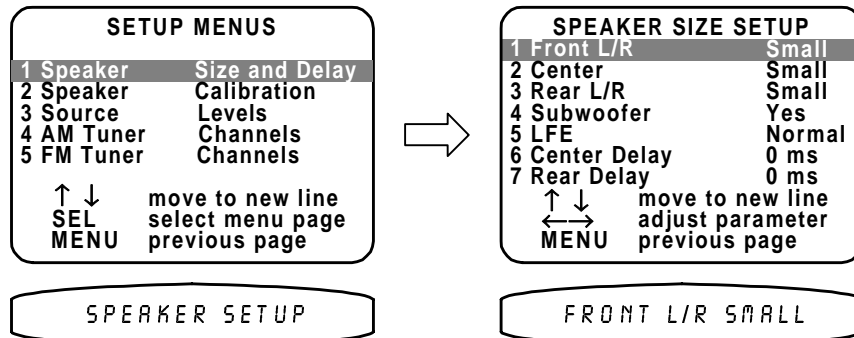 SETUP MENUS
1 Speaker Size and Delay
2 Speaker Calibration
3 Source Levels
4 AM Tuner Channels
5 FM Tuner Channels
↑ ↓ move to new line
SEL select menu page
MENU previous page
SPEAKER SETUP
SPEAKER SIZE SETUP
1 Front L/R Small
2 Center Small
3 Rear L/R Small
4 Subwoofer Yes
5 LFE Normal
6 Center Delay 0 ms
7 Rear Delay 0 ms
↑ ↓ move to new line
←→ adjust parameter
MENU previous page
FRONT L/R SMALL